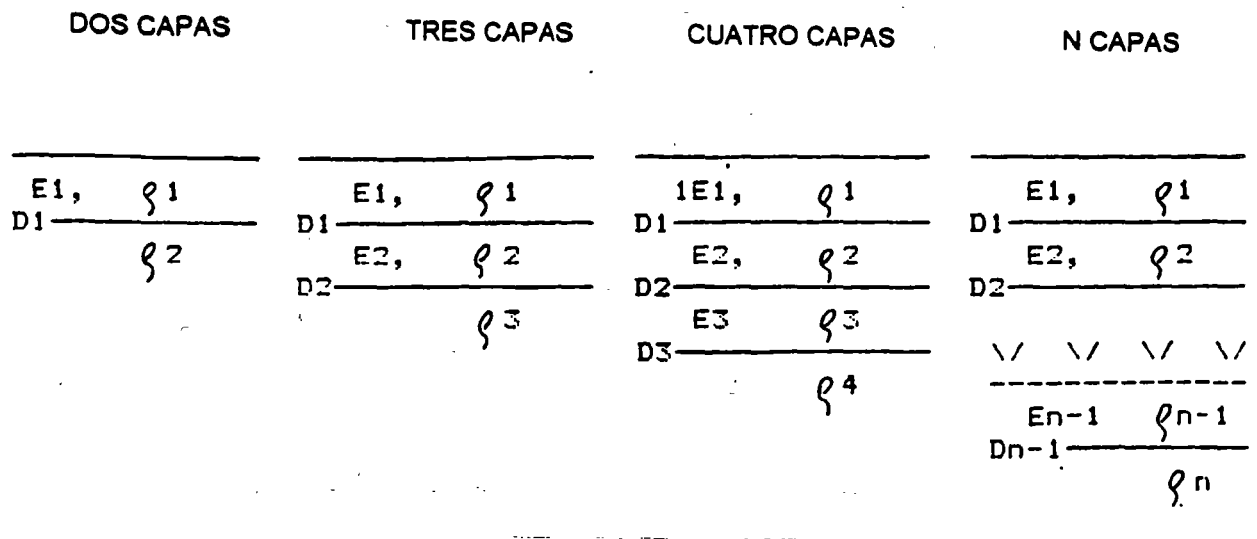 DOS CAPAS
E1, ρ1
D1
ρ2
TRES CAPAS
E1, ρ1
D1
E2, ρ2
D2
ρ3
CUATRO CAPAS
1E1, ρ1
D1
E2, ρ2
D2
E3 ρ3
D3
ρ4
N CAPAS
E1, ρ1
D1
E2, ρ2
D2
\/ \/ \/ \/
En-1 ρn-1
Dn-1
ρn